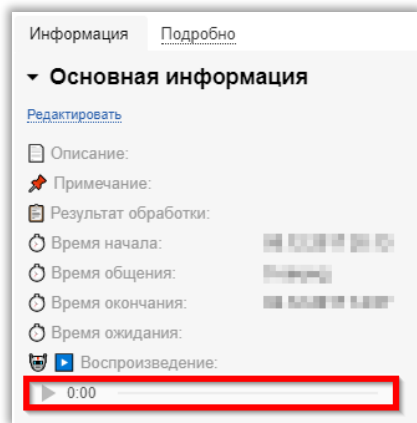 Информация Подробно
Основная информация
Редактировать
Описание:
Примечание:
Результат обработки:
Время начала:
Время общения:
Время окончания:
Время ожидания:
Воспроизведение:
0:00